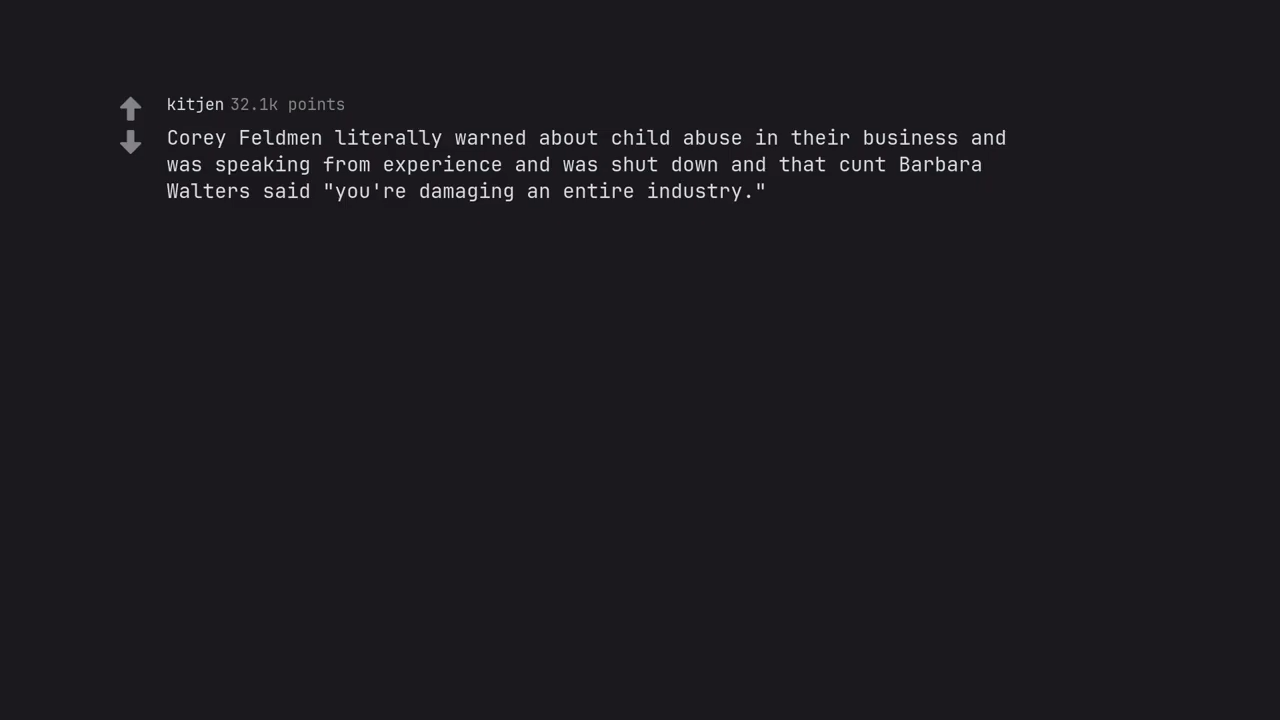 kitjen 32.1k points
Corey Feldmen literally warned about child abuse in their business and
was speaking from experience and was shut down and that cunt Barbara
Walters said "you're damaging an entire industry."